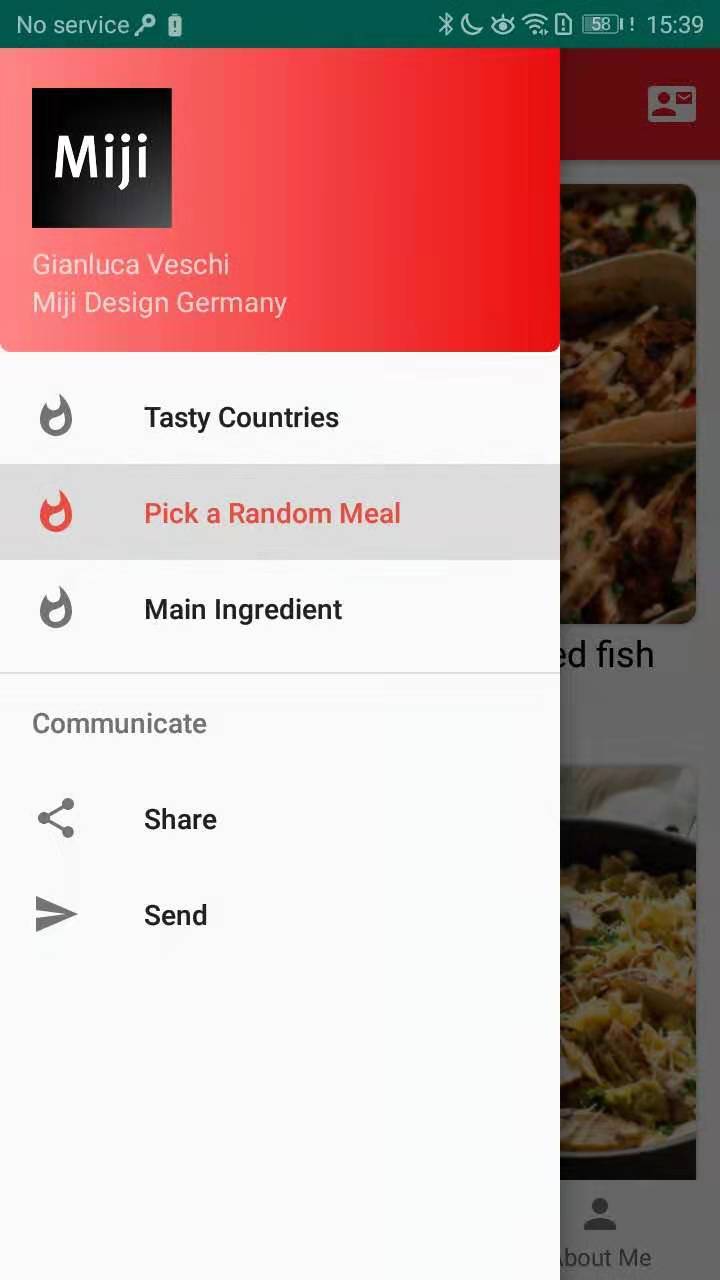 No service
58 ! 15:39
Miji
Gianluca Veschi
Miji Design Germany
Tasty Countries
Pick a Random Meal
Main Ingredient
ed fish
Communicate
Share
Send
About Me